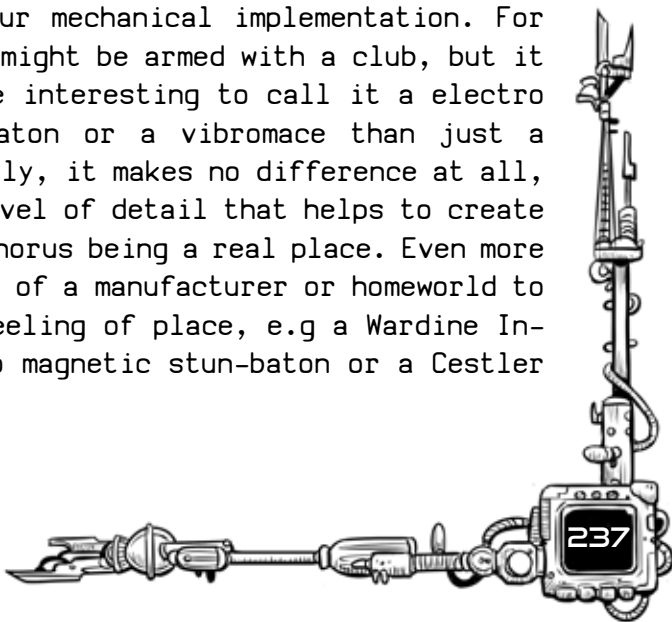 ur mechanical implementation. For
might be armed with a club, but it
e interesting to call it a electro
aton or a vibromace than just a
ly, it makes no difference at all,
vel of detail that helps to create
horus being a real place. Even more
of a manufacturer or homeworld to
eeling of place, e.g a Wardine In-
o magnetic stun-baton or a Cestler
237